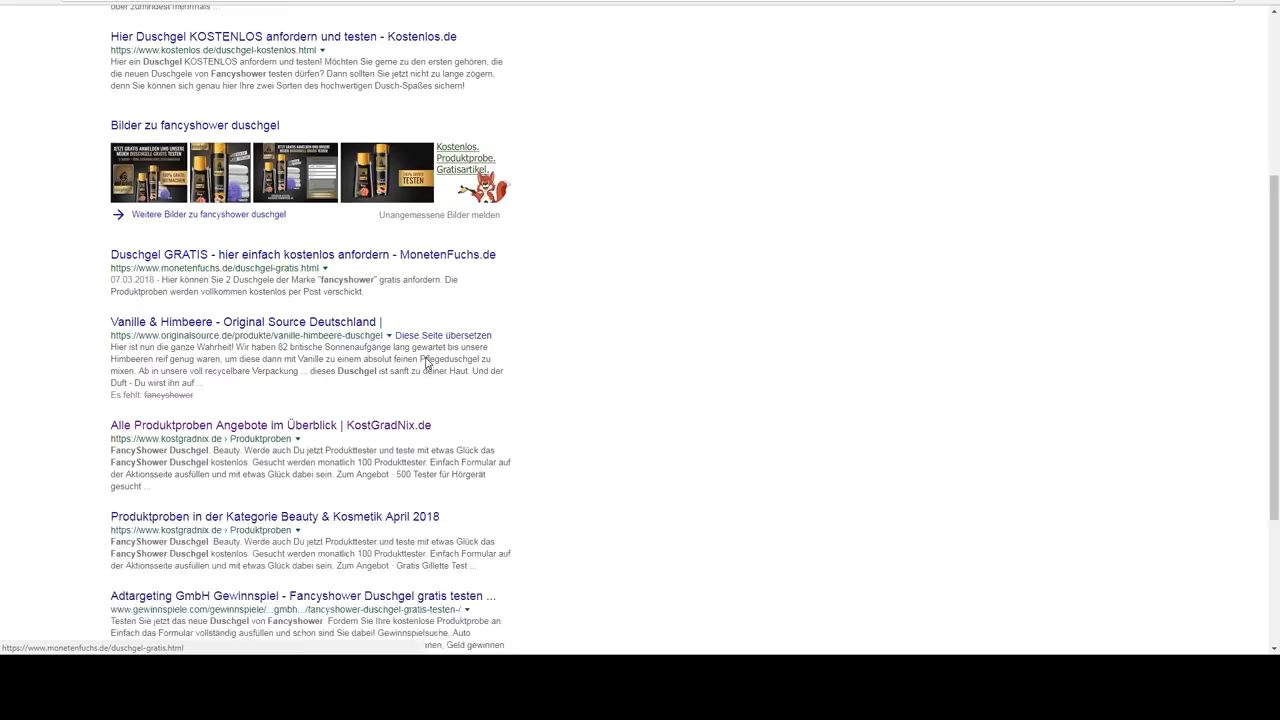 oder zumindest mehrmals ...
Hier Duschgel KOSTENLOS anfordern und testen - Kostenlos.de
https://www.kostenlos.de/duschgel-kostenlos.html
Hier ein Duschgel KOSTENLOS anfordern und testen! Möchten Sie gerne zu den ersten gehören, die
die neuen Duschgele von Fancyshower testen dürfen? Dann sollten Sie jetzt nicht zu lange zögern,
denn Sie können sich genau hier Ihre zwei Sorten des hochwertigen Dusch-Spaßes sichern!
Bilder zu fancyshower duschgel
JETZT GRATIS ANMELDEN UND UNSERE
NEUEN DUSCHGELE GRATIS TESTEN
100% GRATIS
TESTEN
Kostenlos.
Produktprobe.
Gratisartikel.
Weitere Bilder zu fancyshower duschgel
Unangemessene Bilder melden
Duschgel GRATIS - hier einfach kostenlos anfordern - MonetenFuchs.de
https://www.monetenfuchs.de/duschgel-gratis.html
07.03.2018 - Hier können Sie 2 Duschgele der Marke "fancyshower" gratis anfordern. Die
Produktproben werden vollkommen kostenlos per Post verschickt.
Vanille & Himbeere - Original Source Deutschland |
https://www.originalsource.de/produkte/vanille-himbeere-duschgel Diese Seite übersetzen
Hier ist nun die ganze Wahrheit! Wir haben 82 britische Sonnenaufgänge lang gewartet bis unsere
Himbeeren reif genug waren, um diese dann mit Vanille zu einem absolut feinen Pflegeduschgel zu
mixen. Ab in unsere voll recycelbare Verpackung ... dieses Duschgel ist sanft zu deiner Haut. Und der
Duft - Du wirst ihn auf ...
Es fehlt: fancyshower
Alle Produktproben Angebote im Überblick | KostGradNix.de
https://www.kostgradnix.de › Produktproben
FancyShower Duschgel. Beauty. Werde auch Du jetzt Produkttester und teste mit etwas Glück das
FancyShower Duschgel kostenlos. Gesucht werden monatlich 100 Produkttester. Einfach Formular auf
der Aktionsseite ausfüllen und mit etwas Glück dabei sein. Zum Angebot · 500 Tester für Hörgerät
gesucht ...
Produktproben in der Kategorie Beauty & Kosmetik April 2018
https://www.kostgradnix.de › Produktproben
FancyShower Duschgel. Beauty. Werde auch Du jetzt Produkttester und teste mit etwas Glück das
FancyShower Duschgel kostenlos. Gesucht werden monatlich 100 Produkttester. Einfach Formular auf
der Aktionsseite ausfüllen und mit etwas Glück dabei sein. Zum Angebot · Gratis Gillette Test ...
Adtargeting GmbH Gewinnspiel - Fancyshower Duschgel gratis testen ...
www.gewinnspiele.com/gewinnspiele/...gmbh.../fancyshower-duschgel-gratis-testen-/
Testen Sie jetzt das neue Duschgel von Fancyshower. Fordern Sie Ihre kostenlose Produktprobe an.
Einfach das Formular vollständig ausfüllen und schon sind Sie dabei! Gewinnspielsuche. Auto
Geld gewinnen
https://www.monetenfuchs.de/duschgel-gratis.html